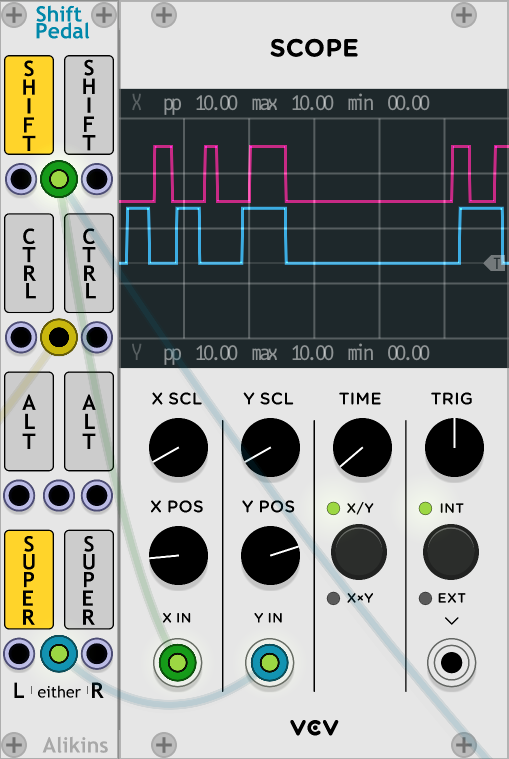 Shift
Pedal
SHIFT SHIFT
CTRL CTRL
ALT ALT
SUPER SUPER
L either R
Alikins
SCOPE
X pp 10.00 max 10.00 min 00.00
T
Y pp 10.00 max 10.00 min 00.00
X SCL Y SCL TIME TRIG
X POS Y POS X/Y INT
X×Y EXT
X IN Y IN
VCV